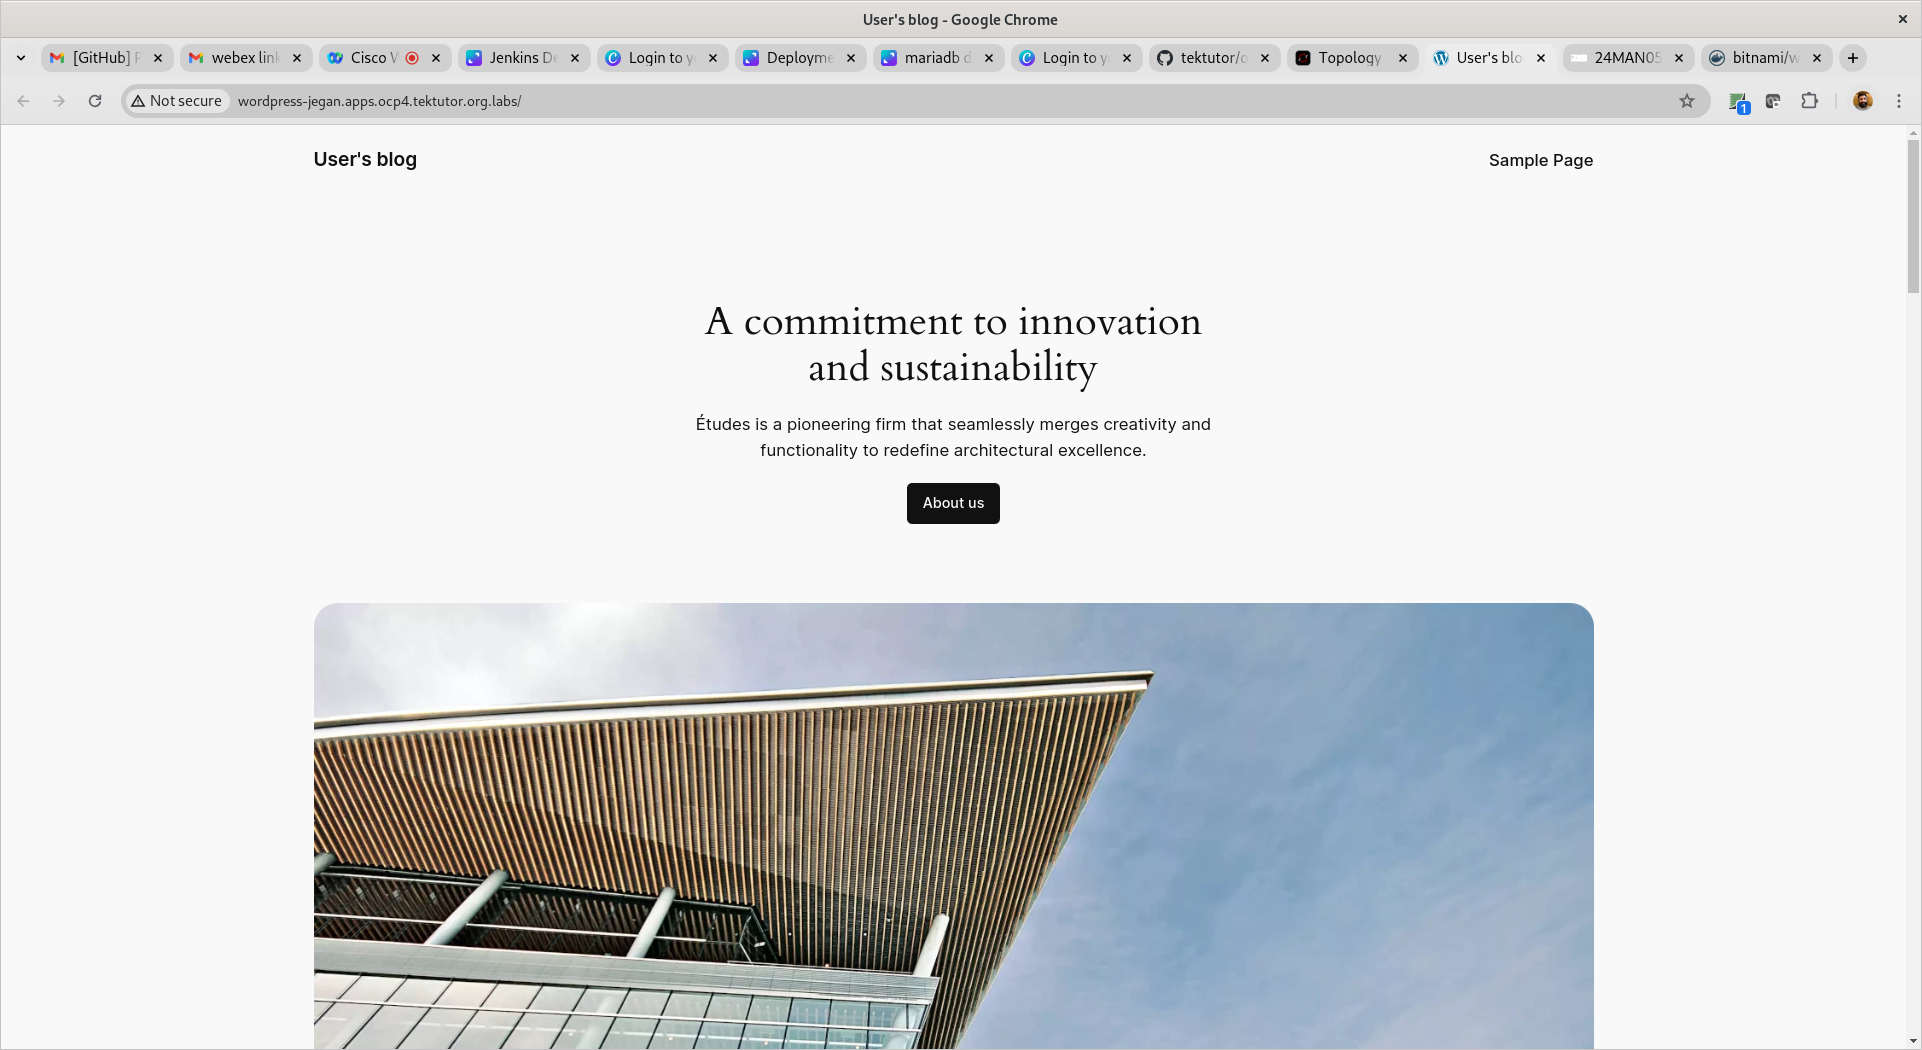 User's blog - Google Chrome
[GitHub]
webex link
Cisco
Jenkins
Login to
Deployme
mariadb
Login to
tektutor/o
Topology
User's blo
24MAN05
bitnami/w
Not secure
wordpress-jegan.apps.ocp4.tektutor.org.labs/
1
User's blog
Sample Page
A commitment to innovation
and sustainability
Études is a pioneering firm that seamlessly merges creativity and
functionality to redefine architectural excellence.
About us